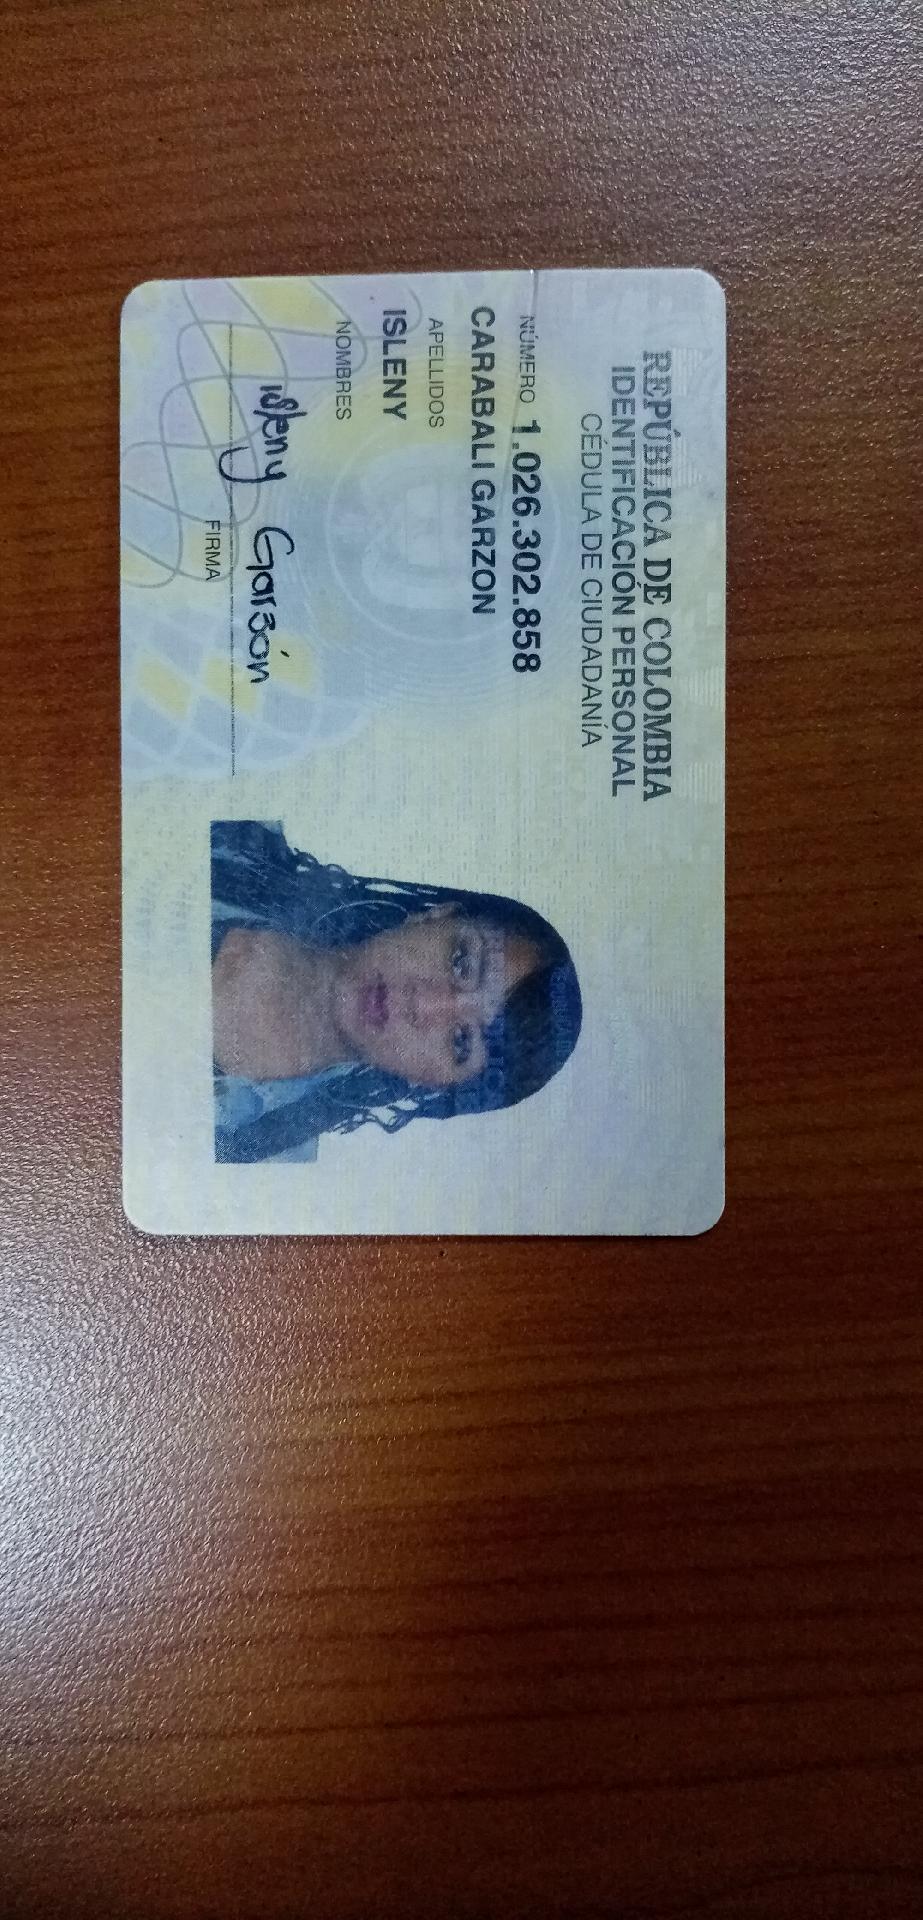 REPÚBLICA DE COLOMBIA
IDENTIFICACIÓN PERSONAL
CÉDULA DE CIUDADANÍA
NÚMERO 1.026.302.858
CARABALI GARZON
APELLIDOS
ISLENY
NOMBRES
Isleny Garzón
FIRMA